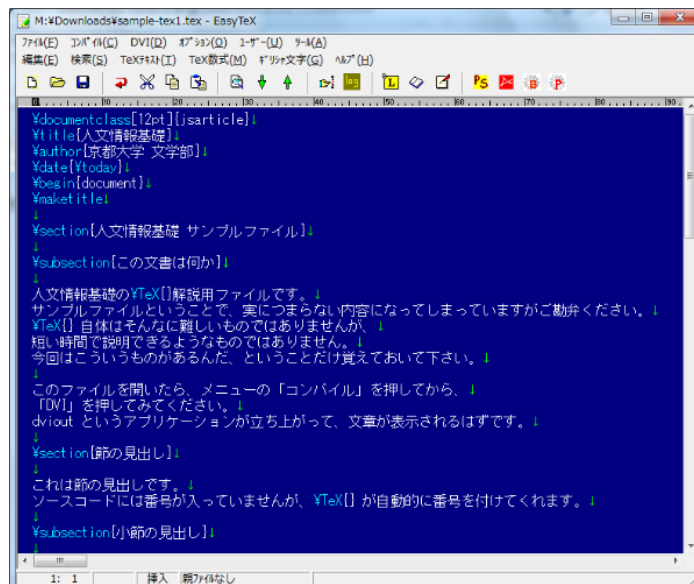 M:¥Downloads¥sample-tex1.tex - EasyTeX
ファイル(F) コンパイル(C) DVI(D) オプション(O) ユーザー(U) ツール(A)
編集(E) 検索(S) TeXテキスト(T) TeX数式(M) ギリシャ文字(G) ヘルプ(H)
log L PS B P
0 10 20 30 40 50 60 70 80 90
¥documentclass[12pt]{jsarticle}↓
¥title{人文情報基礎}↓
¥author{京都大学 文学部}↓
¥date{¥today}↓
¥begin{document}↓
¥maketitle↓
↓
¥section{人文情報基礎 サンプルファイル}↓
↓
¥subsection{この文書は何か}↓
↓
人文情報基礎の¥TeX{}解説用ファイルです。↓
サンプルファイルということで、実につまらない内容になってしまっていますがご勘弁ください。↓
¥TeX{} 自体はそんなに難しいものではありませんが、↓
短い時間で説明できるようなものではありません。↓
今回はこういうものがあるんだ、ということだけ覚えておいて下さい。↓
↓
このファイルを開いたら、メニューの「コンパイル」を押してから、↓
「DVI」を押してみてください。↓
dviout というアプリケーションが立ち上がって、文章が表示されるはずです。↓
↓
¥section{節の見出し}↓
↓
これは節の見出しです。↓
ソースコードには番号が入っていませんが、¥TeX{} が自動的に番号を付けてくれます。↓
↓
¥subsection{小節の見出し}↓
↓
1: 1 挿入 親ファイルなし